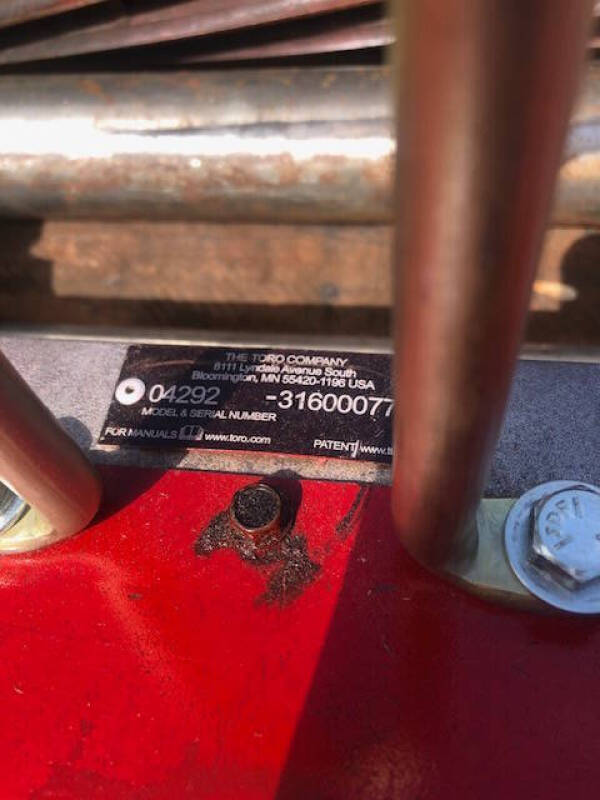 THE TORO COMPANY
8111 Lyndale Avenue South
Bloomington, MN 55420-1196 USA
04292 -31600077
MODEL & SERIAL NUMBER
FOR MANUALS www.toro.com PATENT